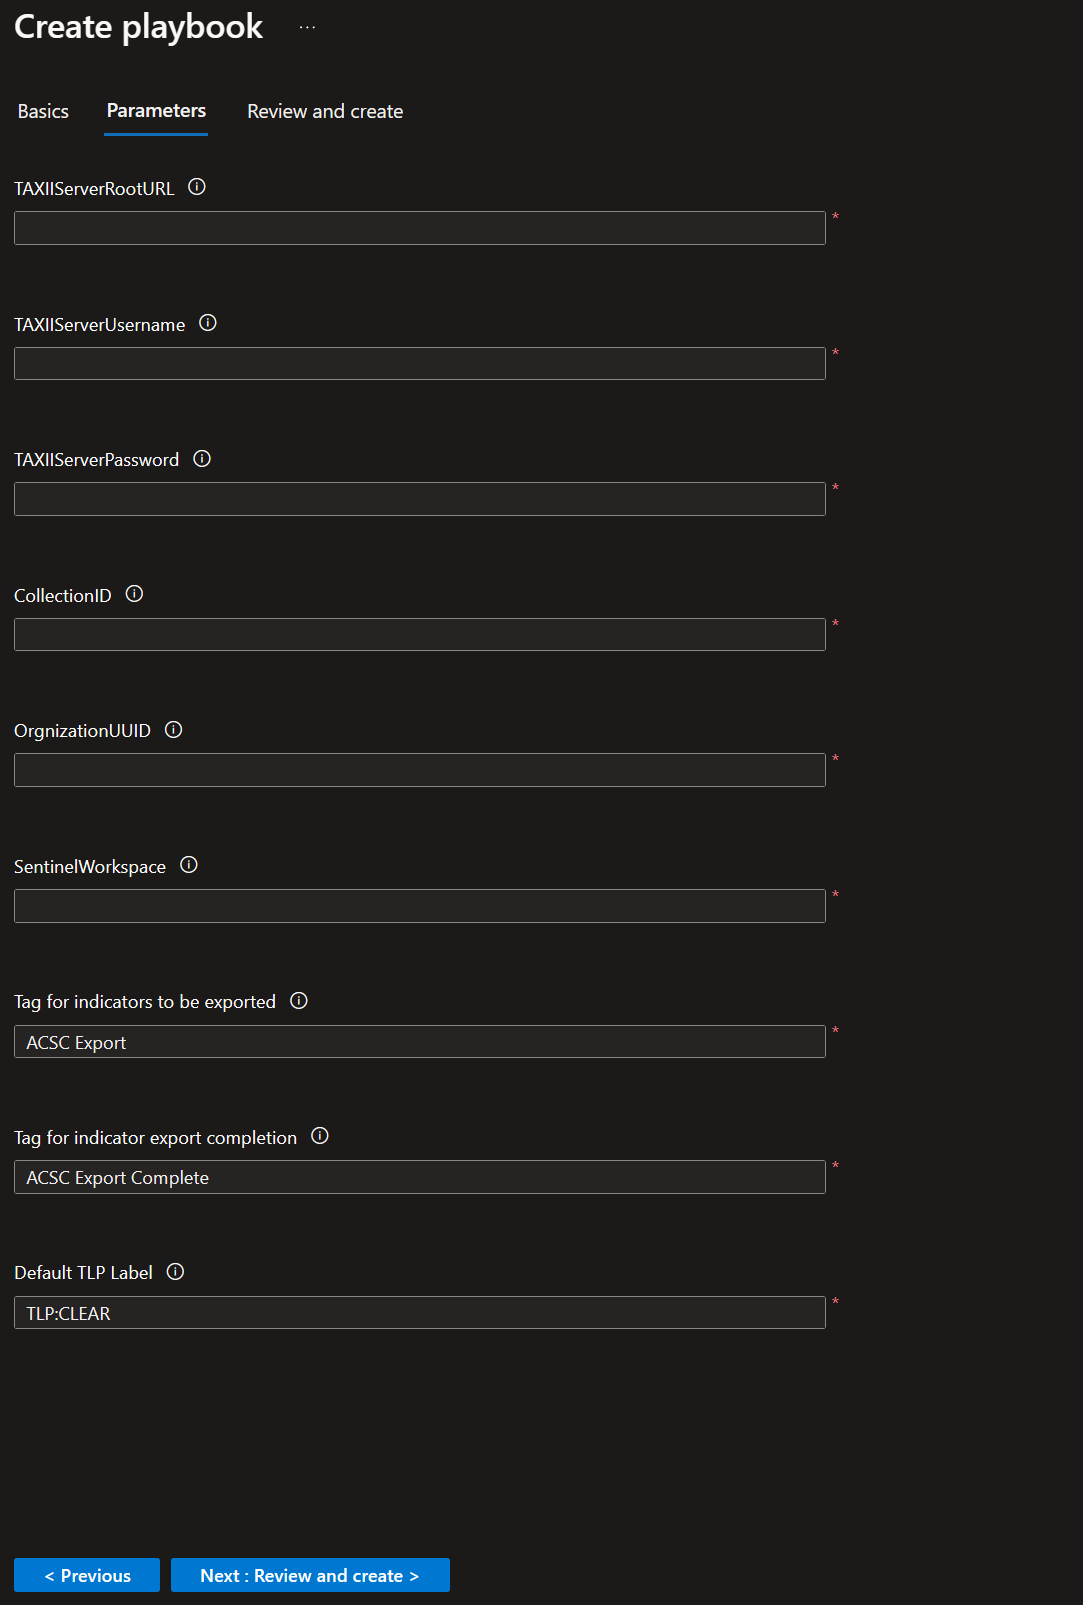 Create playbook ...
Basics Parameters Review and create
TAXIIServerRootURL
*
TAXIIServerUsername
*
TAXIIServerPassword
*
CollectionID
*
OrgnizationUUID
*
SentinelWorkspace
*
Tag for indicators to be exported
ACSC Export *
Tag for indicator export completion
ACSC Export Complete *
Default TLP Label
TLP:CLEAR *
< Previous Next : Review and create >